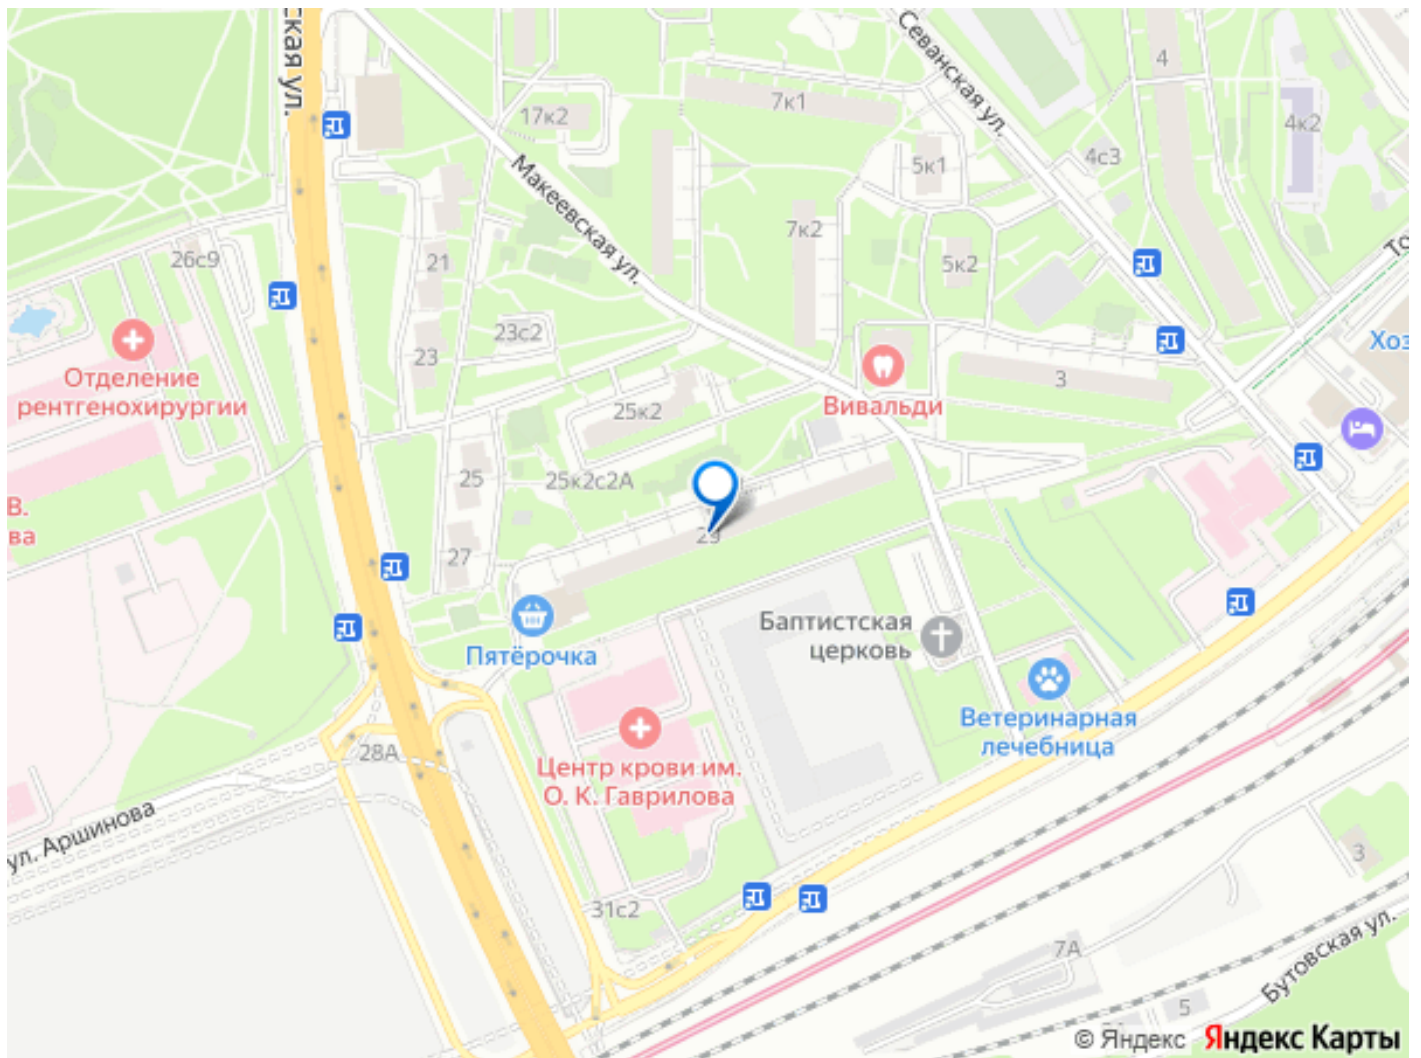 ская ул.
Севанская ул.
4
7к1
17к2
4к2
4с3
5к1
Макеевская ул.
7к2
26с9
21
5к2
23с2
23
Хоз
Отделение
рентгенохирургии
3
25к2
Вивальди
25
25к2с2А
В.
ва
29
27
Баптистская
церковь
Пятёрочка
Ветеринарная
лечебница
28А
Центр крови им.
О. К. Гаврилова
ул. Аршинова
3
31с2
7А
Бутовская ул.
5
© Яндекс Яндекс Карты